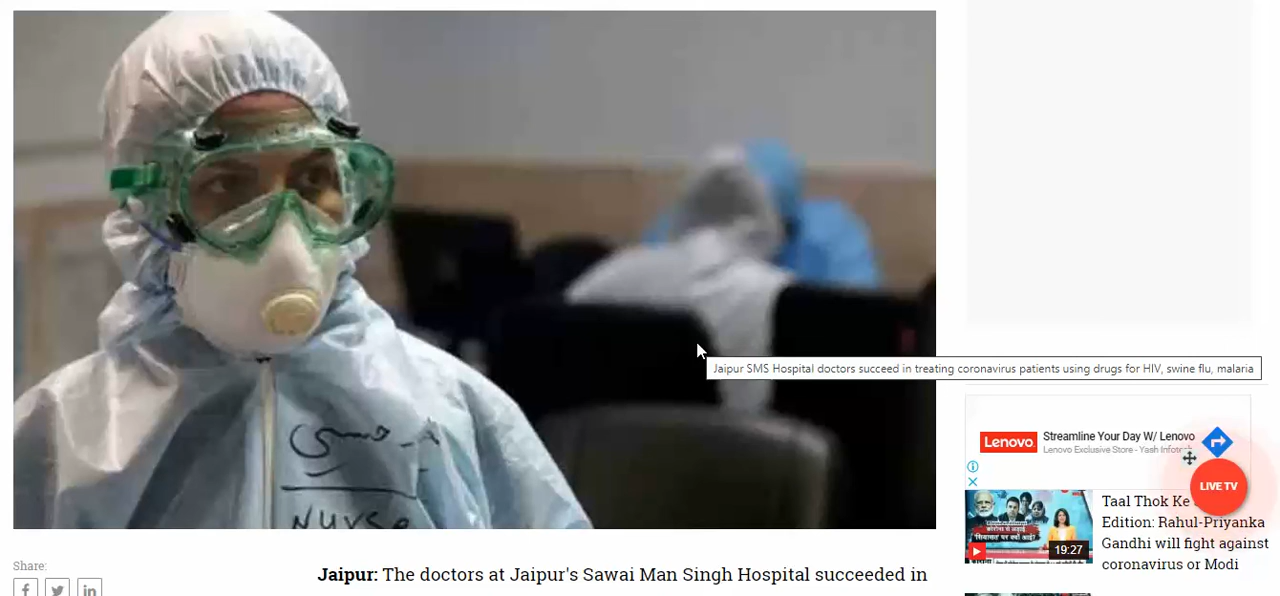 Nurse
Jaipur SMS Hospital doctors succeed in treating coronavirus patients using drugs for HIV, swine flu, malaria
Share:
Jaipur: The doctors at Jaipur's Sawai Man Singh Hospital succeeded in
Lenovo
Streamline Your Day W/ Lenovo
Lenovo Exclusive Store - Yash
LIVE TV
19:27
Taal Thok Ke
Edition: Rahul-Priyanka
Gandhi will fight against
coronavirus or Modi